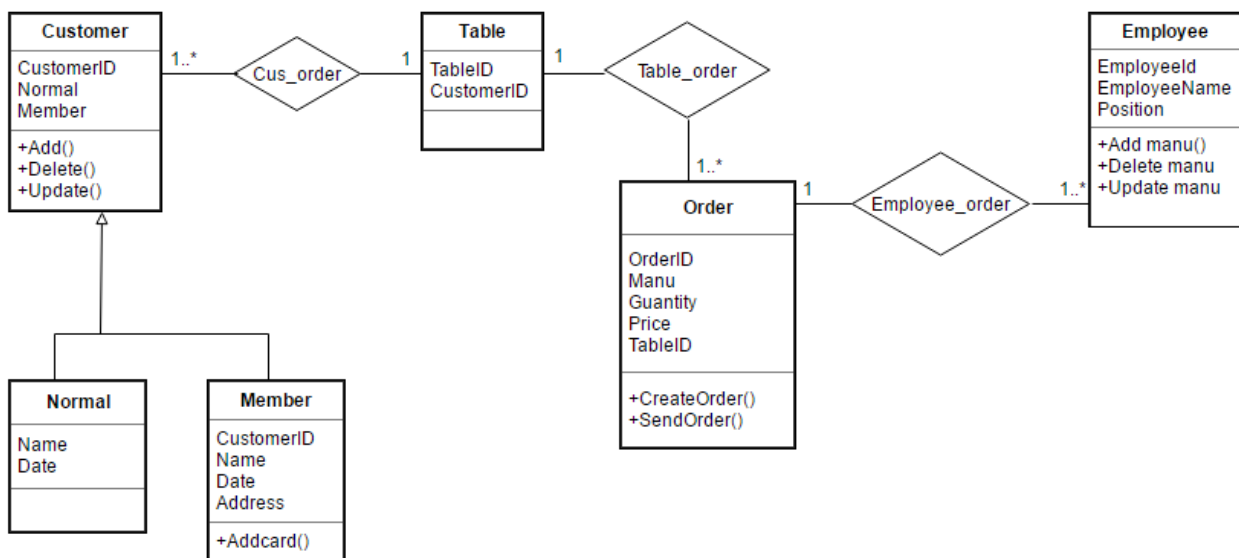 Customer
CustomerID
Normal
Member
+Add()
+Delete()
+Update()
1..*
Cus_order
1
Table
TableID
CustomerID
1
Table_order
1..*
Employee
EmployeeId
EmployeeName
Position
+Add manu()
+Delete manu
+Update manu
Order
OrderID
Manu
Guantity
Price
TableID
+CreateOrder()
+SendOrder()
1
Employee_order
1..*
Normal
Name
Date
Member
CustomerID
Name
Date
Address
+Addcard()